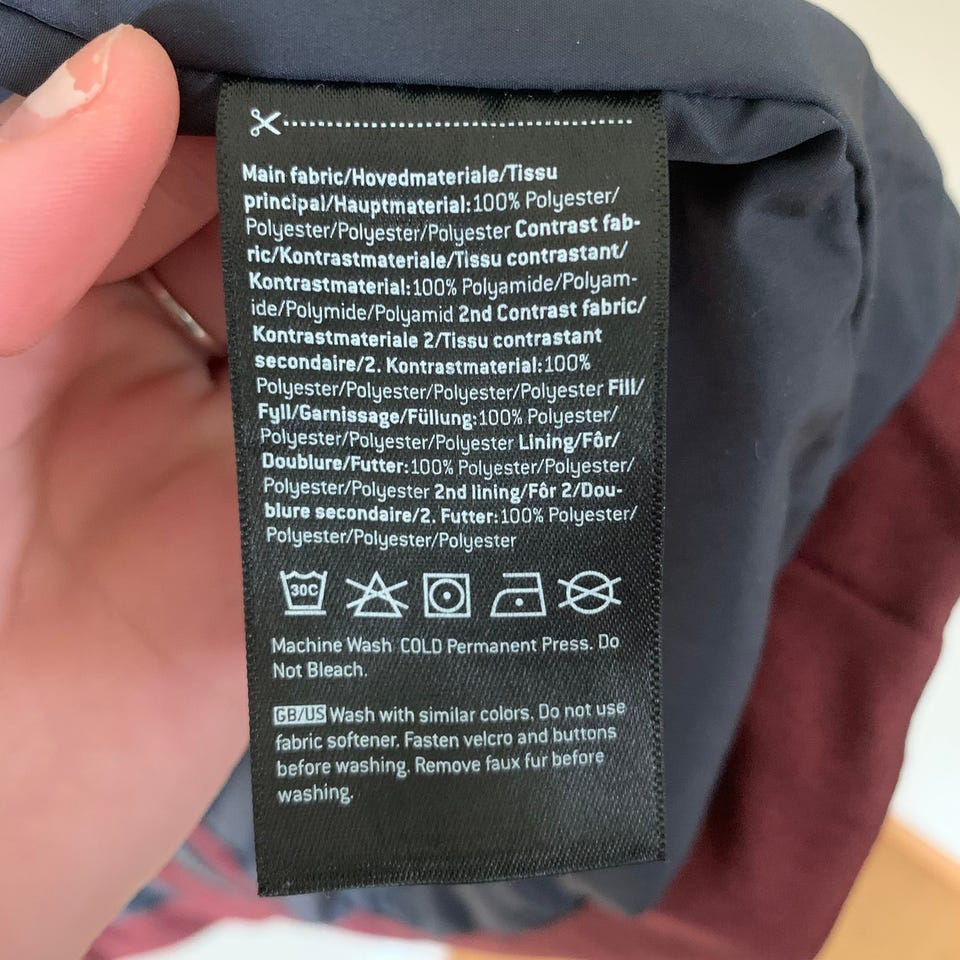 Main fabric/Hovedmateriale/Tissu
principal/Hauptmaterial:100% Polyester/
Polyester/Polyester/Polyester Contrast fab-
ric/Kontrastmateriale/Tissu contrastant/
Kontrastmaterial:100% Polyamide/Polyam-
ide/Polymide/Polyamid 2nd Contrast fabric/
Kontrastmateriale 2/Tissu contrastant
secondaire/2. Kontrastmaterial:100%
Polyester/Polyester/Polyester/Polyester Fill/
Fyll/Garnissage/Füllung:100% Polyester/
Polyester/Polyester/Polyester Lining/Fôr/
Doublure/Futter:100% Polyester/Polyester/
Polyester/Polyester 2nd lining/Fôr 2/Dou-
blure secondaire/2. Futter:100% Polyester/
Polyester/Polyester/Polyester
30C
Machine Wash COLD Permanent Press. Do
Not Bleach.
GB/US Wash with similar colors, Do not use
fabric softener. Fasten velcro and buttons
before washing. Remove faux fur before
washing.